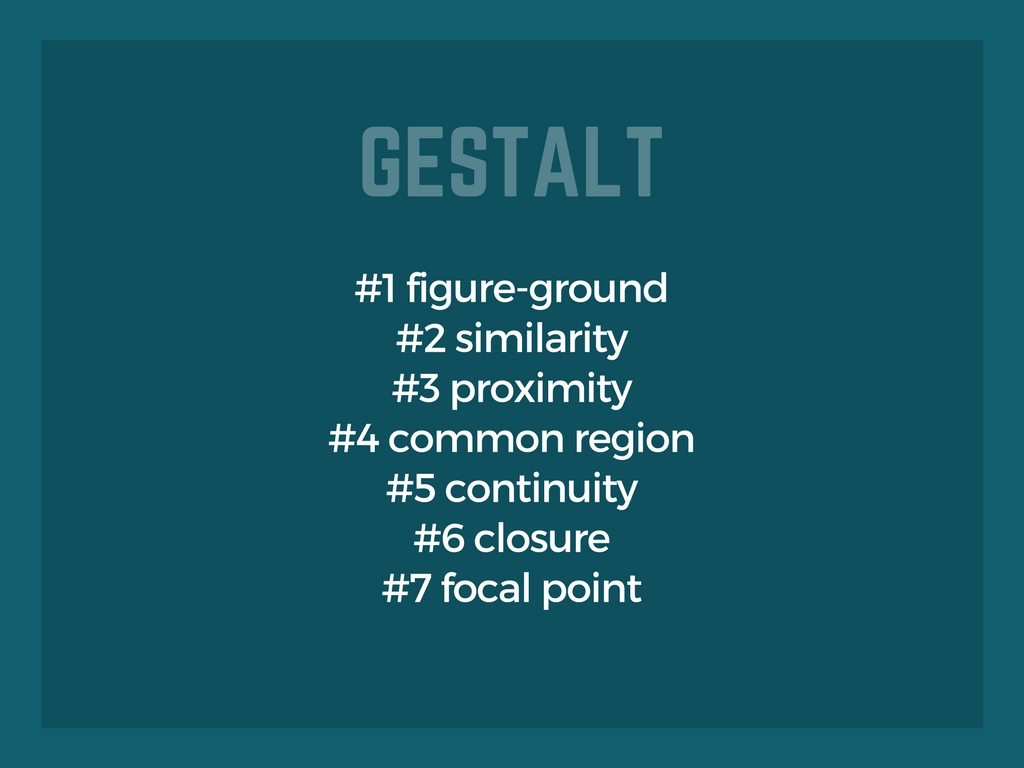 GESTALT
#1 figure-ground
#2 similarity
#3 proximity
#4 common region
#5 continuity
#6 closure
#7 focal point